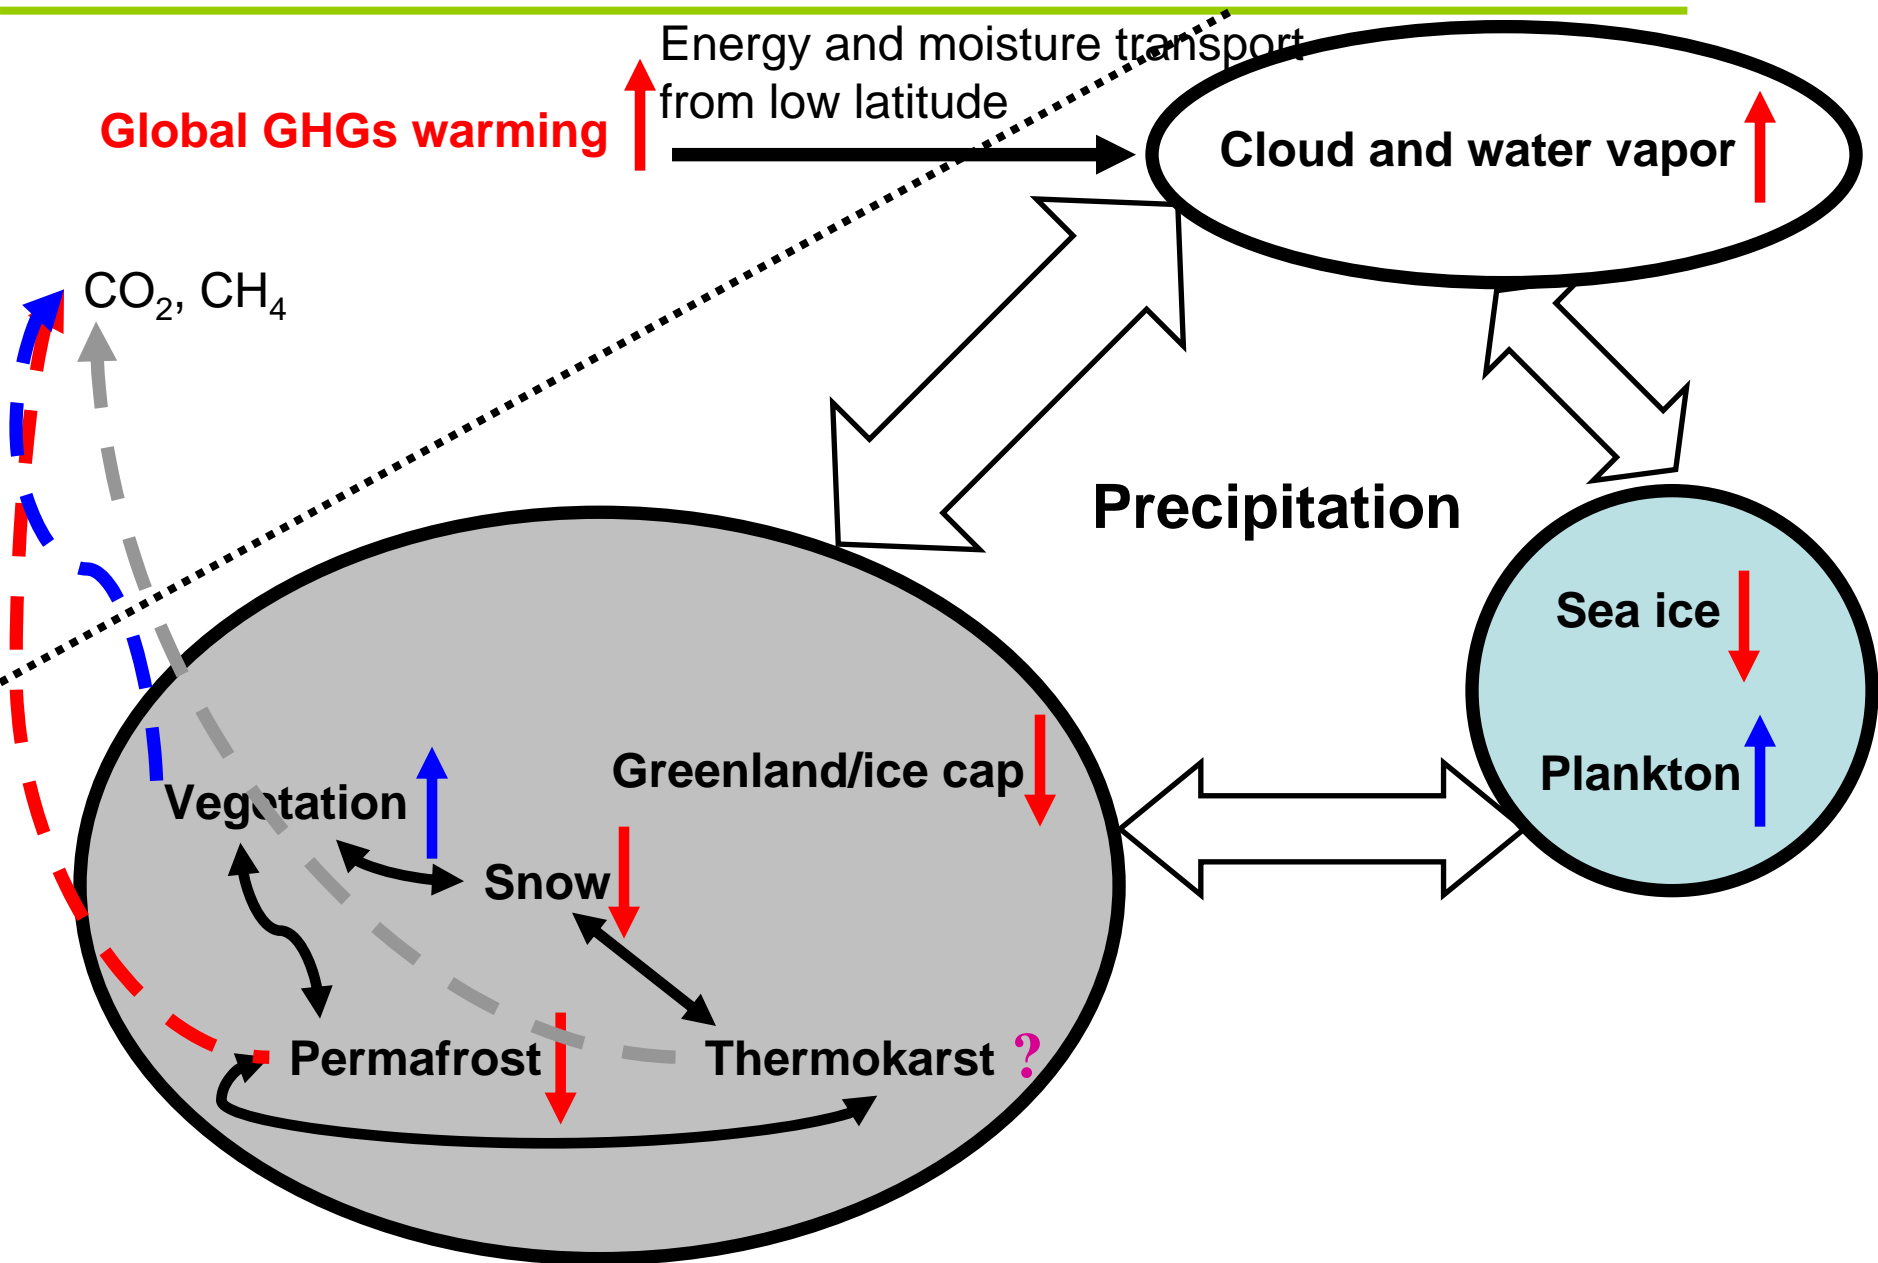 Energy and moisture transport
from low latitude
Global GHGs warming
Cloud and water vapor
CO₂, CH₄
Precipitation
Sea ice
Plankton
Greenland/ice cap
Vegetation
Snow
Permafrost
Thermokarst ?